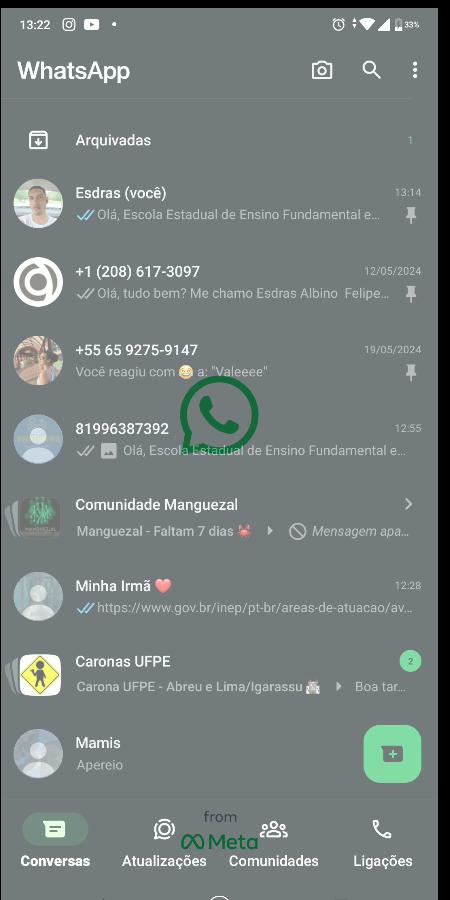 13:22
33%
WhatsApp
Arquivadas
1
Esdras (você)
13:14
Olá, Escola Estadual de Ensino Fundamental e...
+1 (208) 617-3097
12/05/2024
Olá, tudo bem? Me chamo Esdras Albino Felipe...
+55 65 9275-9147
19/05/2024
Você reagiu com 😂 a: "Valeeee"
81996387392
12:55
Olá, Escola Estadual de Ensino Fundamental e...
Comunidade Manguezal
Manguezal - Faltam 7 dias 🦀
Mensagem apa...
Minha Irmã ❤️
12:28
https://www.gov.br/inep/pt-br/areas-de-atuacao/av...
Caronas UFPE
2
Carona UFPE - Abreu e Lima/Igarassu
Boa tar...
Mamis
Apereio
from
Meta
Conversas
Atualizações
Comunidades
Ligações